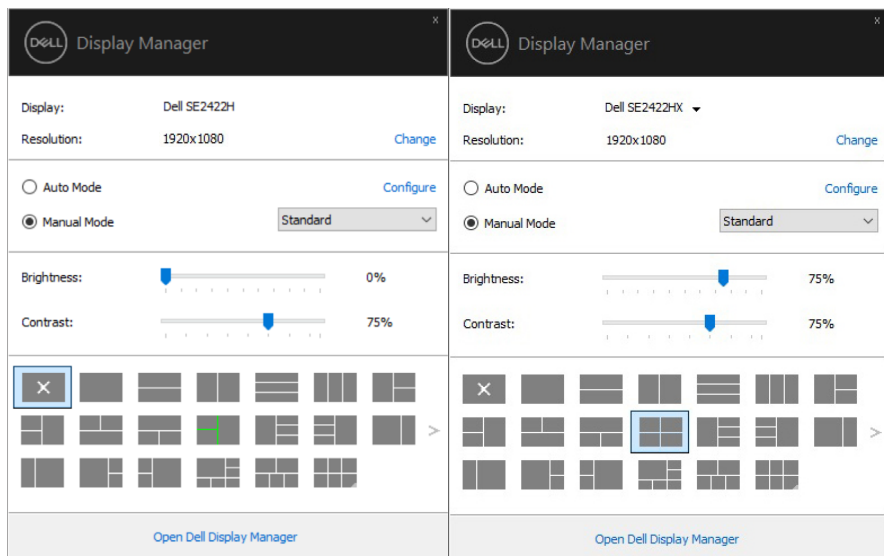 x
DELL Display Manager
Display: Dell SE2422H
Resolution: 1920x1080 Change
Auto Mode Configure
Manual Mode Standard
Brightness: 0%
Contrast: 75%
>
Open Dell Display Manager
x
DELL Display Manager
Display: Dell SE2422HX
Resolution: 1920x1080 Change
Auto Mode Configure
Manual Mode Standard
Brightness: 75%
Contrast: 75%
>
Open Dell Display Manager